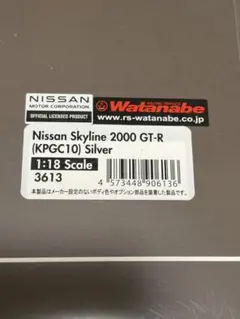 NISSAN
MOTOR CORPORATION
OFFICIAL LICENSED PRODUCT
Watanabe
www.rs-watanabe.co.jp
Nissan Skyline 2000 GT-R
(KPGC10) Silver
1:18 Scale
3613
4 573448 906136
本製品はメーカー設定のないボディ色やオプション部品を装着した製品です。